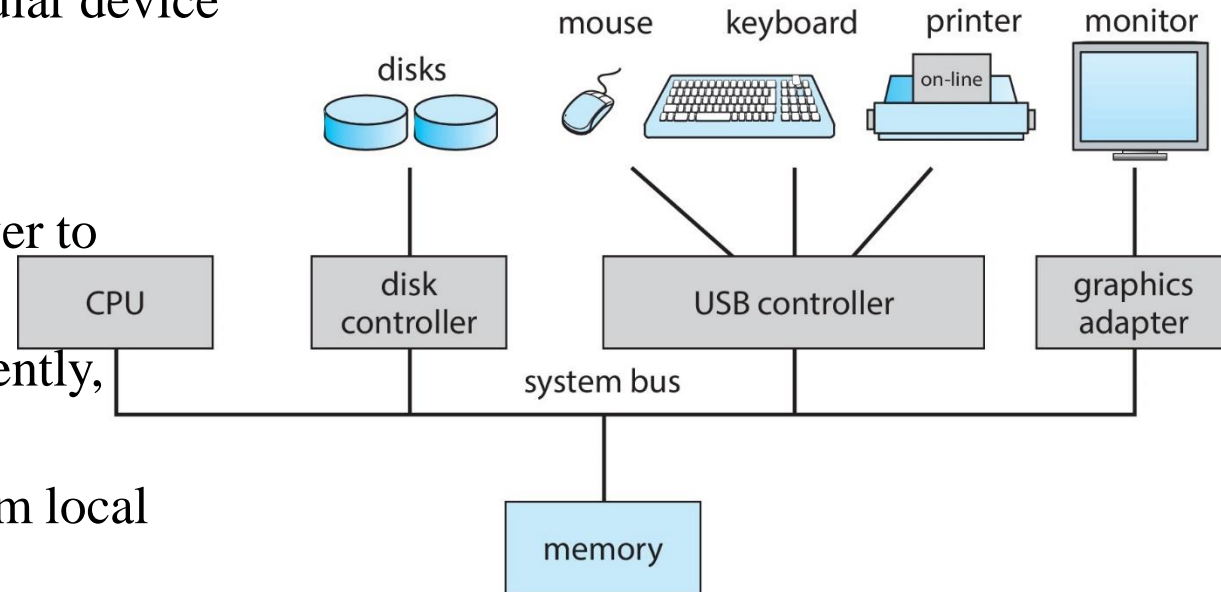 ular device
er to
ently,
m local
mouse
keyboard
printer
monitor
disks
on-line
CPU
disk
controller
USB controller
graphics
adapter
system bus
memory